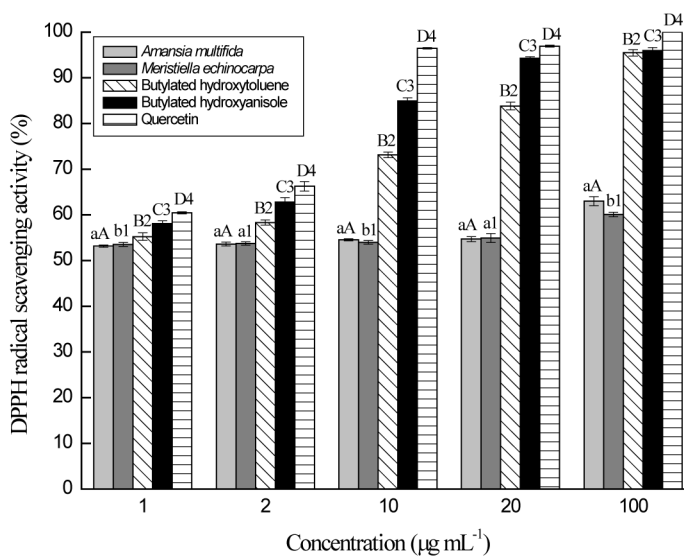 DPPH radical scavenging activity (%)
100
90
80
70
60
50
40
30
20
10
0
Amansia multifida
Meristiella echinocarpa
Butylated hydroxytoluene
Butylated hydroxyanisole
Quercetin
aA b1 B2 C3 D4
aA a1 B2 C3 D4
aA b1 B2 C3 D4
aA a1 B2 C3 D4
aA b1 B2 C3 D4
1 2 10 20 100
Concentration (µg mL⁻¹)